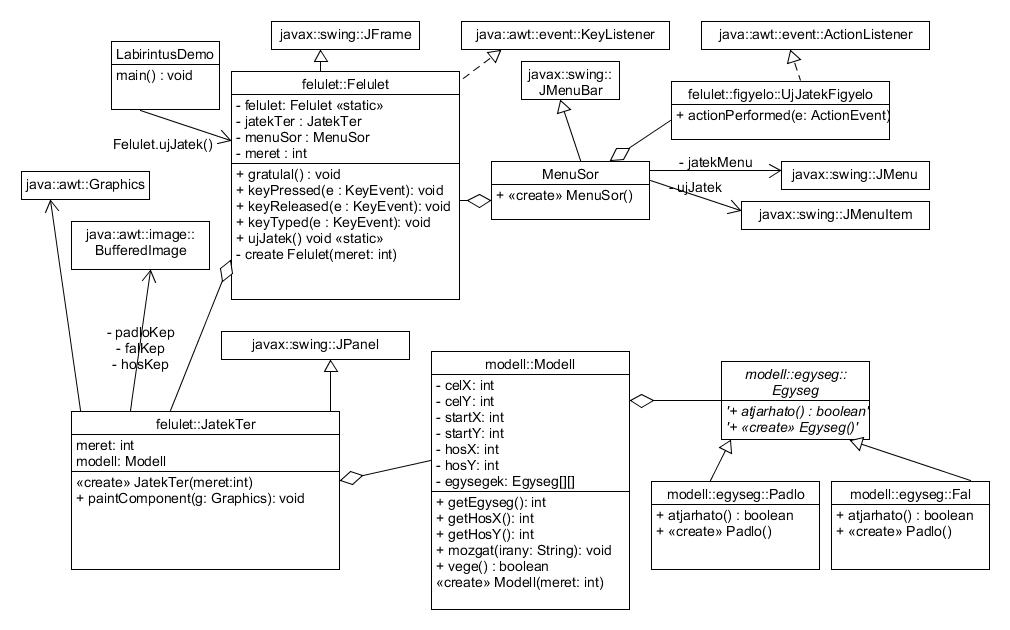 javax::swing::JFrame
java::awt::event::KeyListener
java::awt::event::ActionListener
LabirintusDemo
main() : void
Felulet.ujJatek()
felulet::Felulet
- felulet: Felulet «static»
- jatekTer : JatekTer
- menuSor : MenuSor
- meret : int
+ gratulal() : void
+ keyPressed(e : KeyEvent): void
+ keyReleased(e : KeyEvent): void
+ keyTyped(e : KeyEvent): void
+ ujJatek() void «static»
- create Felulet(meret: int)
javax::swing::
JMenuBar
felulet::figyelo::UjJatekFigyelo
+ actionPerformed(e: ActionEvent)
MenuSor
+ «create» MenuSor()
- jatekMenu
- ujJatek
javax::swing::JMenu
javax::swing::JMenuItem
java::awt::Graphics
java::awt::image::
BufferedImage
- padloKep
- falKep
- hosKep
javax::swing::JPanel
felulet::JatekTer
meret: int
modell: Modell
«create» JatekTer(meret:int)
+ paintComponent(g: Graphics): void
modell::Modell
- celX: int
- celY: int
- startX: int
- startY: int
- hosX: int
- hosY: int
- egysegek: Egyseg[][]
+ getEgyseg(): int
+ getHosX(): int
+ getHosY(): int
+ mozgat(irany: String): void
+ vege() : boolean
«create» Modell(meret: int)
modell::egyseg::
Egyseg
'+ atjarhato() : boolean'
'+ «create» Egyseg()'
modell::egyseg::Padlo
+ atjarhato() : boolean
+ «create» Padlo()
modell::egyseg::Fal
+ atjarhato() : boolean
+ «create» Padlo()